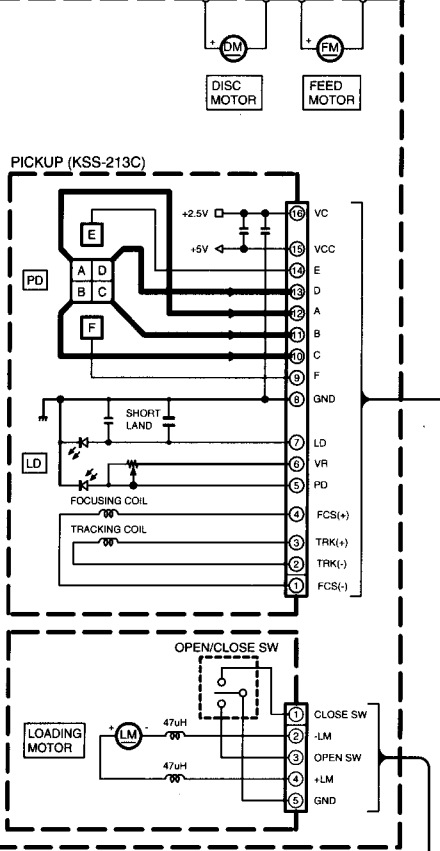 + DM
+ FM
DISC
MOTOR
FEED
MOTOR
PICKUP (KSS-213C)
+2.5V
16 VC
E
+5V
15 VCC
14 E
PD
A D
13 D
B C
12 A
11 B
F
10 C
9 F
8 GND
SHORT
LAND
7 LD
LD
6 VR
5 PD
FOCUSING COIL
4 FCS(+)
TRACKING COIL
3 TRK(+)
2 TRK(-)
1 FCS(-)
OPEN/CLOSE SW
1 CLOSE SW
LOADING
MOTOR
+ LM -
47uH
2 -LM
3 OPEN SW
47uH
4 +LM
5 GND